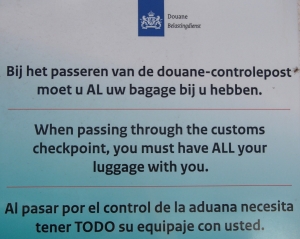 Douane
Belastingdienst
Bij het passeren van de douane-controlepost
moet u AL uw bagage bij u hebben.
When passing through the customs
checkpoint, you must have ALL your
luggage with you.
Al pasar por el control de la aduana necesita
tener TODO su equipaje con usted.